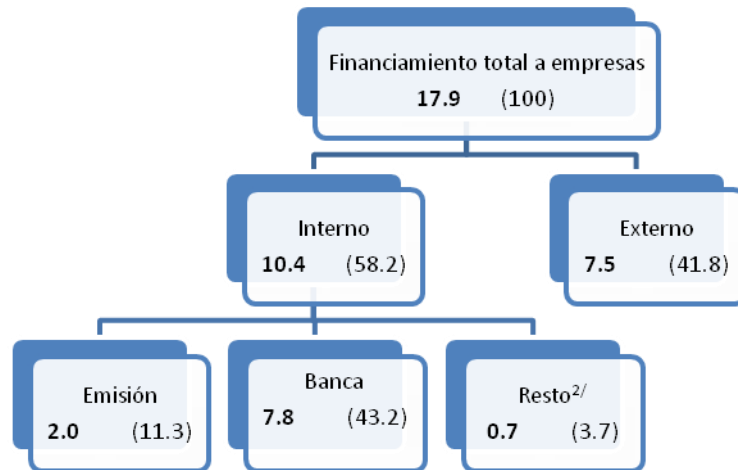 Financiamiento total a empresas
17.9 (100)
Interno
10.4 (58.2)
Externo
7.5 (41.8)
Emisión
2.0 (11.3)
Banca
7.8 (43.2)
Resto2/
0.7 (3.7)